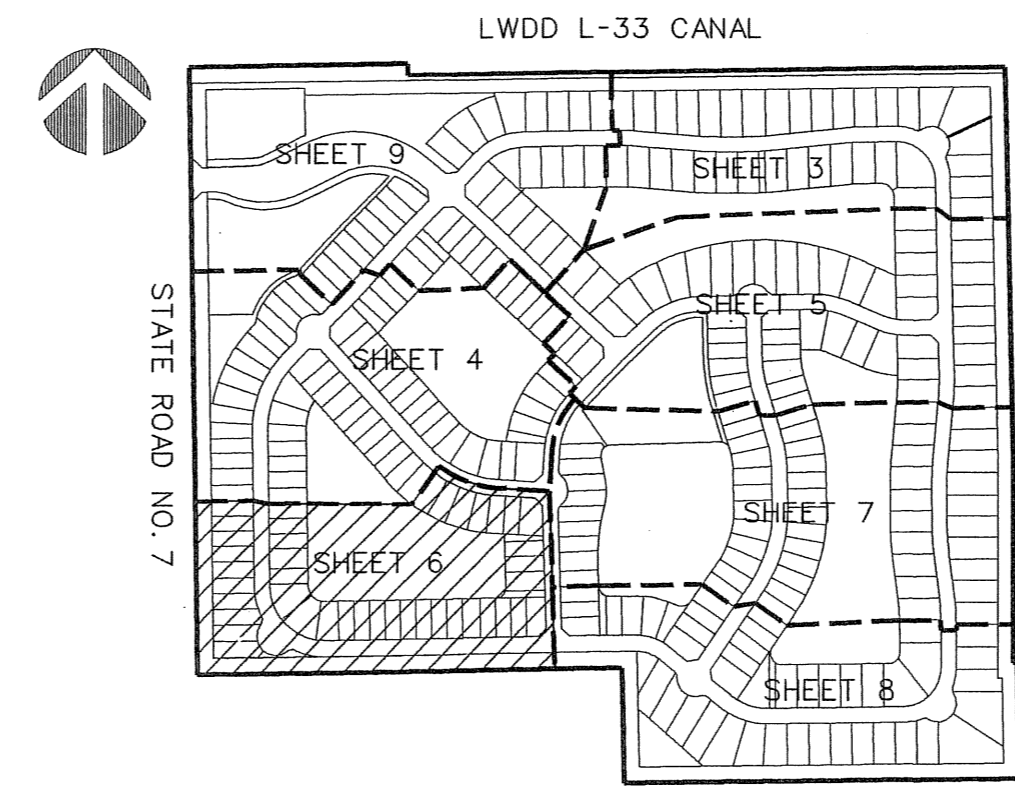 LWDD L-33 CANAL
SHEET 9
SHEET 3
SHEET 5
STATE ROAD NO. 7
SHEET 4
SHEET 7
SHEET 6
SHEET 8